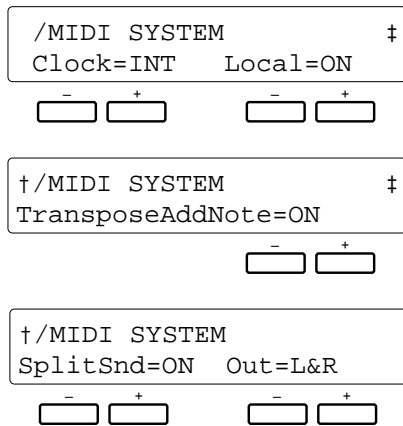 /MIDI SYSTEM ‡
Clock=INT Local=ON
– + – +
†/MIDI SYSTEM ‡
TransposeAddNote=ON
– +
†/MIDI SYSTEM
SplitSnd=ON Out=L&R
– + – +